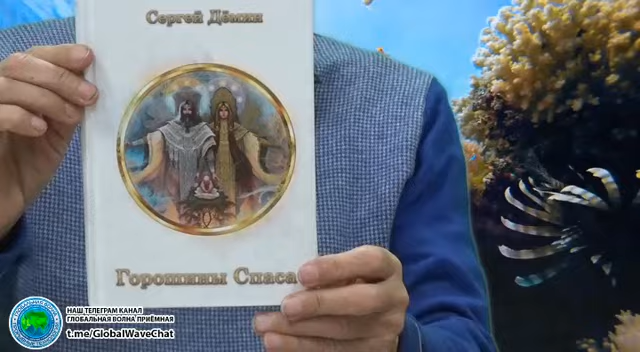 Сергей Дёмин
Горошины Спаса
НАШ ТЕЛЕГРАМ КАНАЛ
ГЛОБАЛЬНАЯ ВОЛНА ПРИЁМНАЯ
t.me/GlobalWaveChat